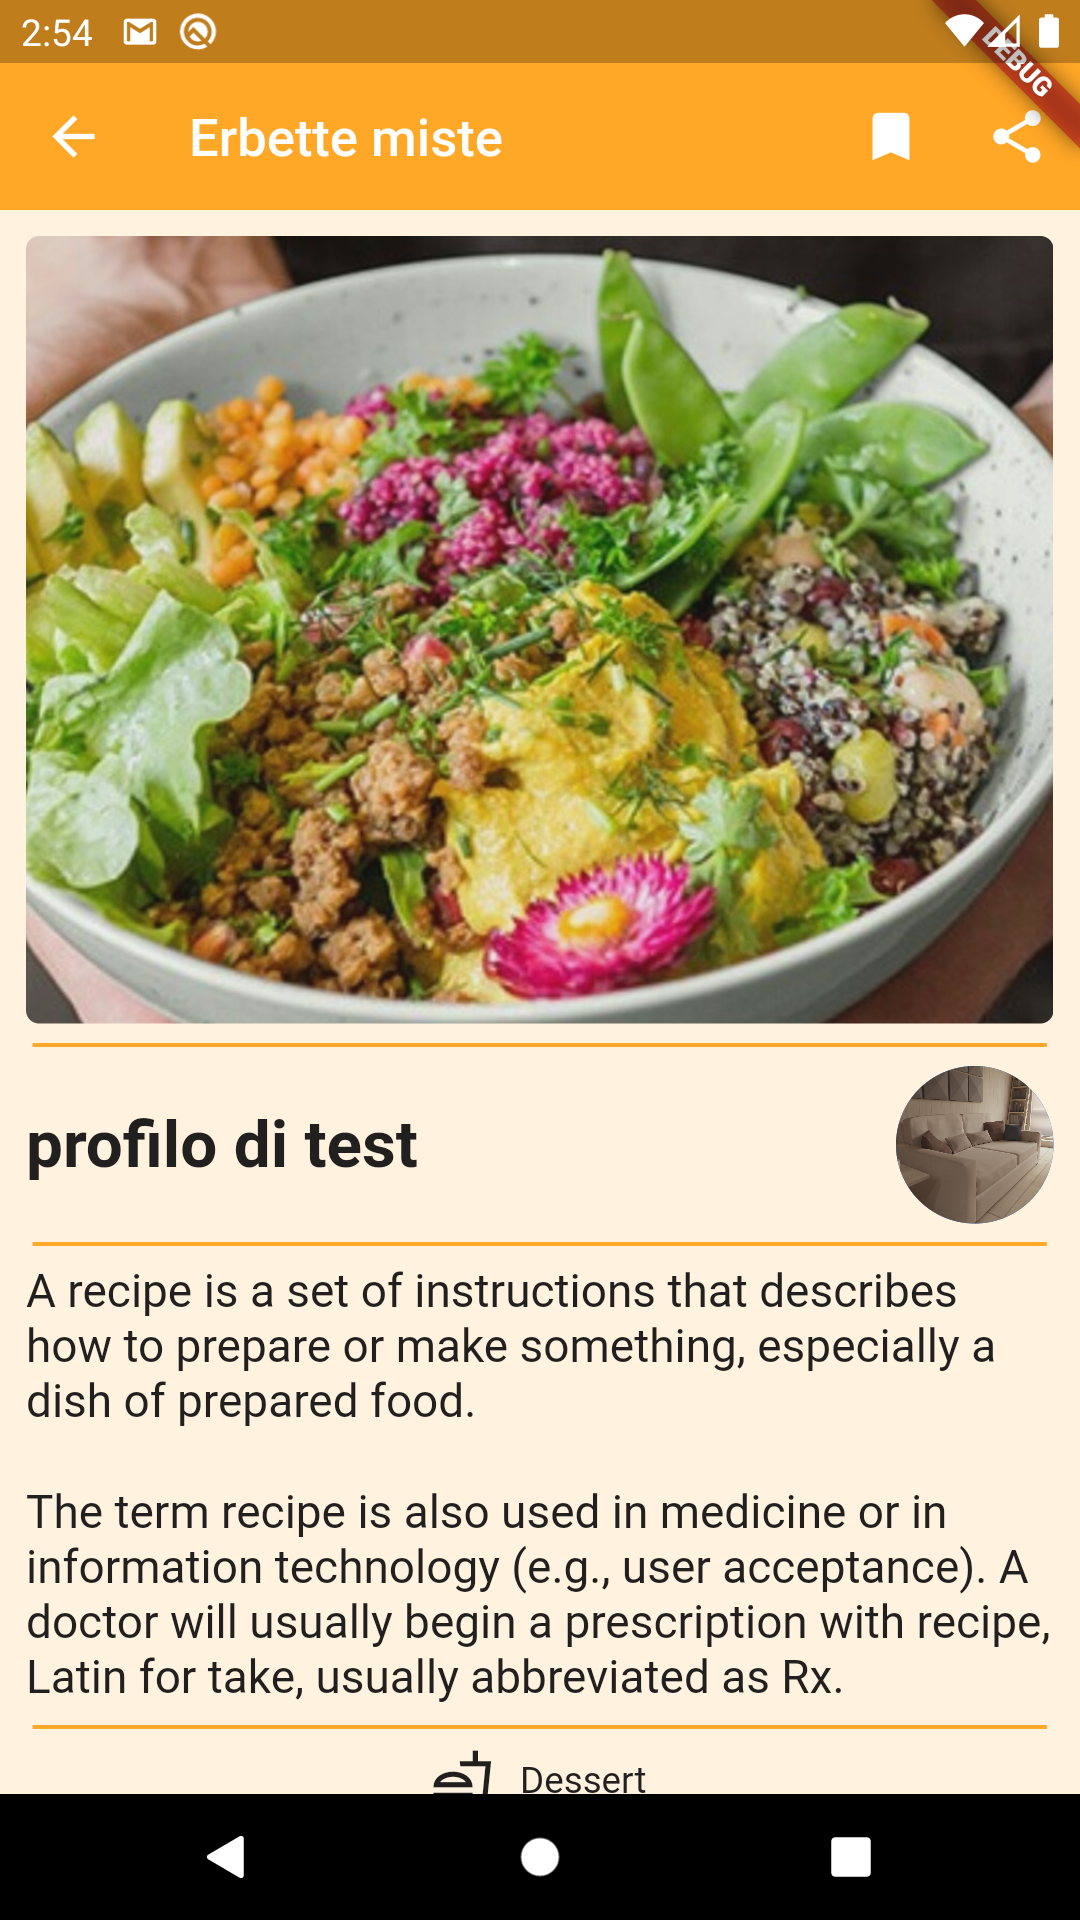 2:54
DEBUG
Erbette miste
profilo di test
A recipe is a set of instructions that describes
how to prepare or make something, especially a
dish of prepared food.
The term recipe is also used in medicine or in
information technology (e.g., user acceptance). A
doctor will usually begin a prescription with recipe,
Latin for take, usually abbreviated as Rx.
Dessert